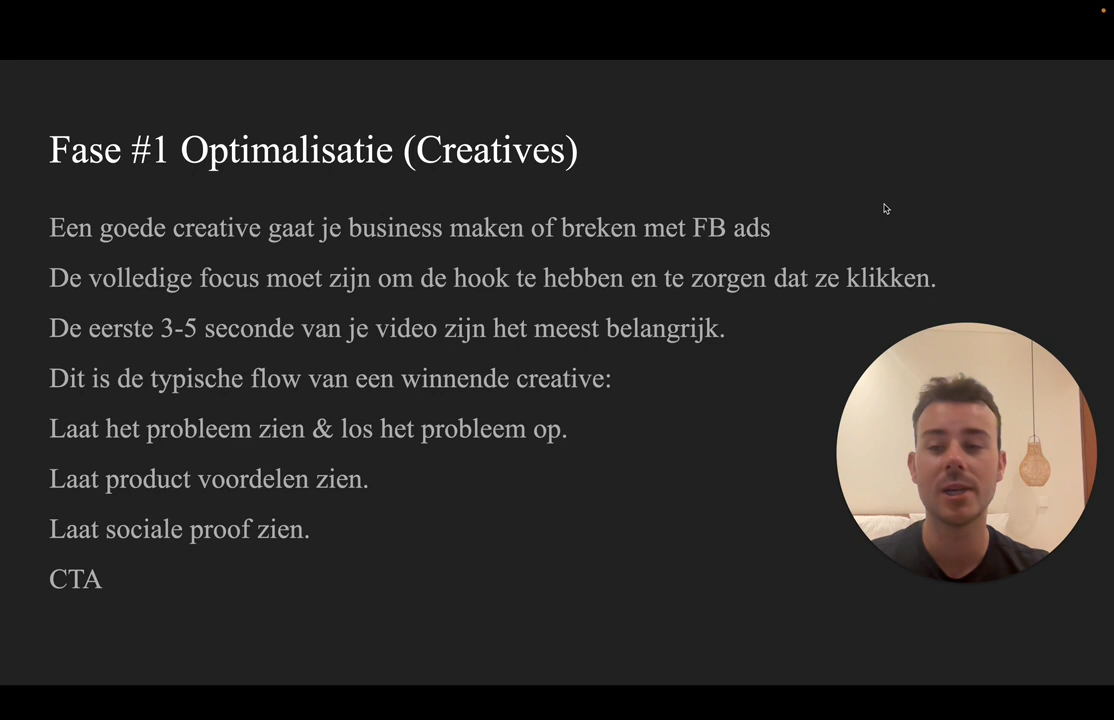 Fase #1 Optimalisatie (Creatives)
Een goede creative gaat je business maken of breken met FB ads
De volledige focus moet zijn om de hook te hebben en te zorgen dat ze klikken.
De eerste 3-5 seconde van je video zijn het meest belangrijk.
Dit is de typische flow van een winnende creative:
Laat het probleem zien & los het probleem op.
Laat product voordelen zien.
Laat sociale proof zien.
CTA